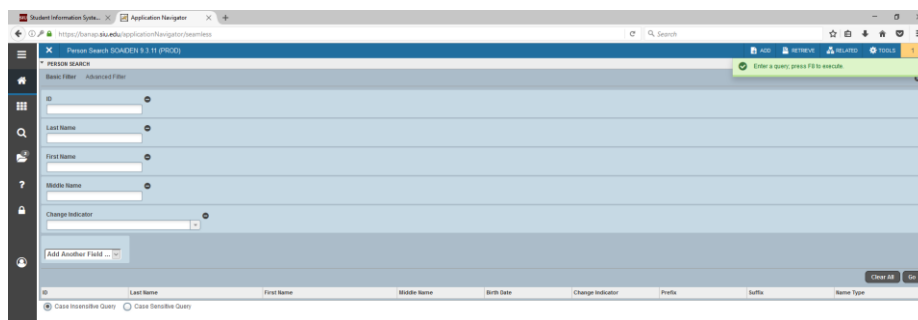 Student Information Syste... × Application Navigator × +
https://banap.siu.edu/applicationNavigator/seamless Search
× Person Search SOAIDEN 9.3.11 (PROD) ADD RETRIEVE RELATED TOOLS 1
PERSON SEARCH
Enter a query; press F8 to execute.
Basic Filter Advanced Filter
ID
Last Name
First Name
Middle Name
Change Indicator
Add Another Field ...
Clear All Go
ID Last Name First Name Middle Name Birth Date Change Indicator Prefix Suffix Name Type
Case Insensitive Query Case Sensitive Query